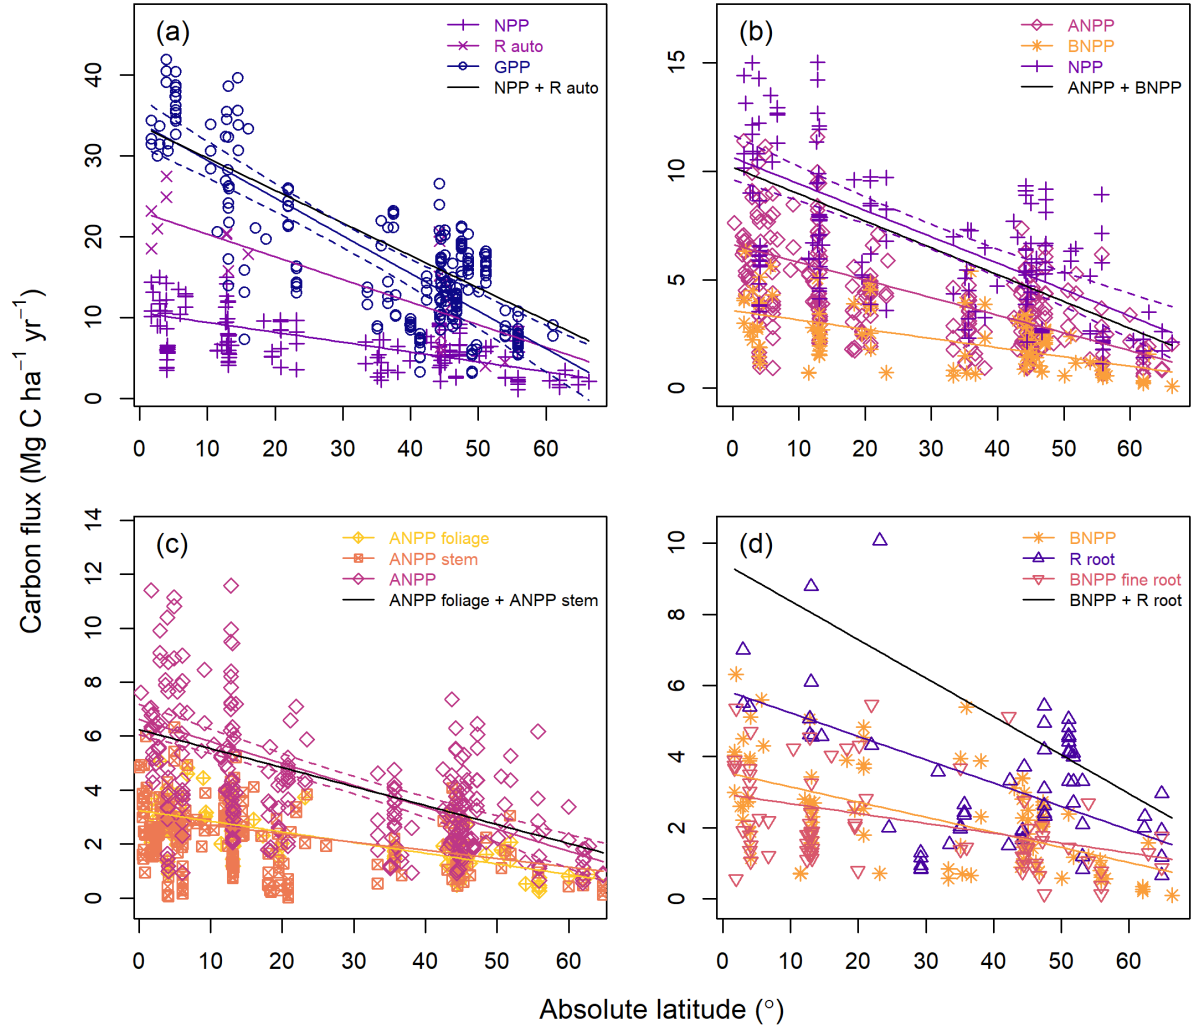 (a)
NPP
R auto
GPP
NPP + R auto
0 10 20 30 40
0 10 20 30 40 50 60
(b)
ANPP
BNPP
NPP
ANPP + BNPP
0 5 10 15
0 10 20 30 40 50 60
(c)
ANPP foliage
ANPP stem
ANPP
ANPP foliage + ANPP stem
0 2 4 6 8 10 12 14
0 10 20 30 40 50 60
(d)
BNPP
R root
BNPP fine root
BNPP + R root
0 2 4 6 8 10
0 10 20 30 40 50 60
Carbon flux (Mg C ha⁻¹ yr⁻¹)
Absolute latitude (°)